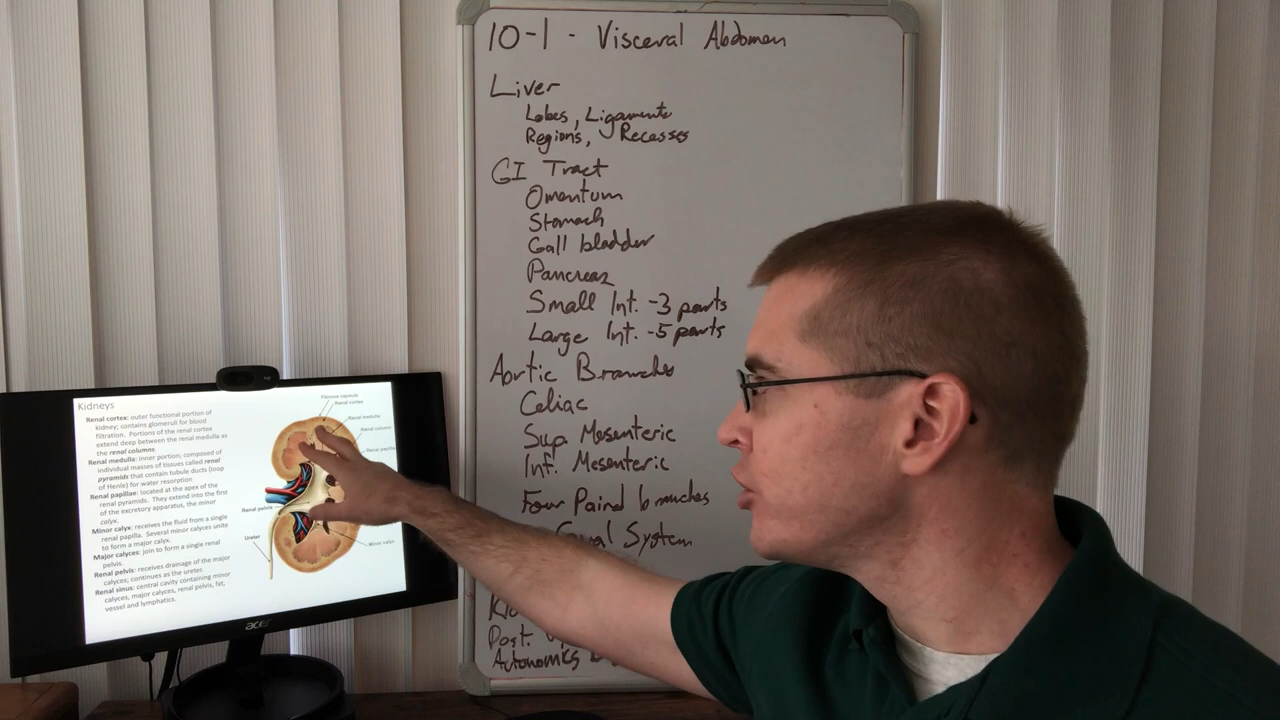 10-1 - Visceral Abdomen
Liver
Lobes, Ligaments
Regions, Recesses
GI Tract
Omentum
Stomach
Gall bladder
Pancreas
Small Int. -3 parts
Large Int. -5 parts
Aortic Branches
Celiac
Sup Mesenteric
Inf. Mesenteric
Four Paired branches
System
Post.
Autonomics
Kidneys
Renal cortex: outer functional portion of
kidney; contains glomeruli for blood
filtration. Portions of the renal cortex
extend deep between the renal medulla as
the renal columns
Renal medulla: inner portion; composed of
individual masses of tissues called renal
pyramids that contain tubule ducts (loop
of Henle) for water resorption.
Renal papillae: located at the apex of the
renal pyramids. They extend into the first
of the excretory apparatus, the minor
calyx.
Minor calyx: receives the fluid from a single
renal papilla. Several minor calyces unite
to form a major calyx.
Major calyces: join to form a single renal
pelvis.
Renal pelvis: receives drainage of the major
calyces; continues as the ureter.
Renal sinus: central cavity containing minor
calyces, major calyces, renal pelvis, fat,
vessel and lymphatics.
Fibrous capsule
Renal cortex
Renal medulla
Renal column
Renal papilla
Renal pelvis
Ureter
Minor calyx
acer